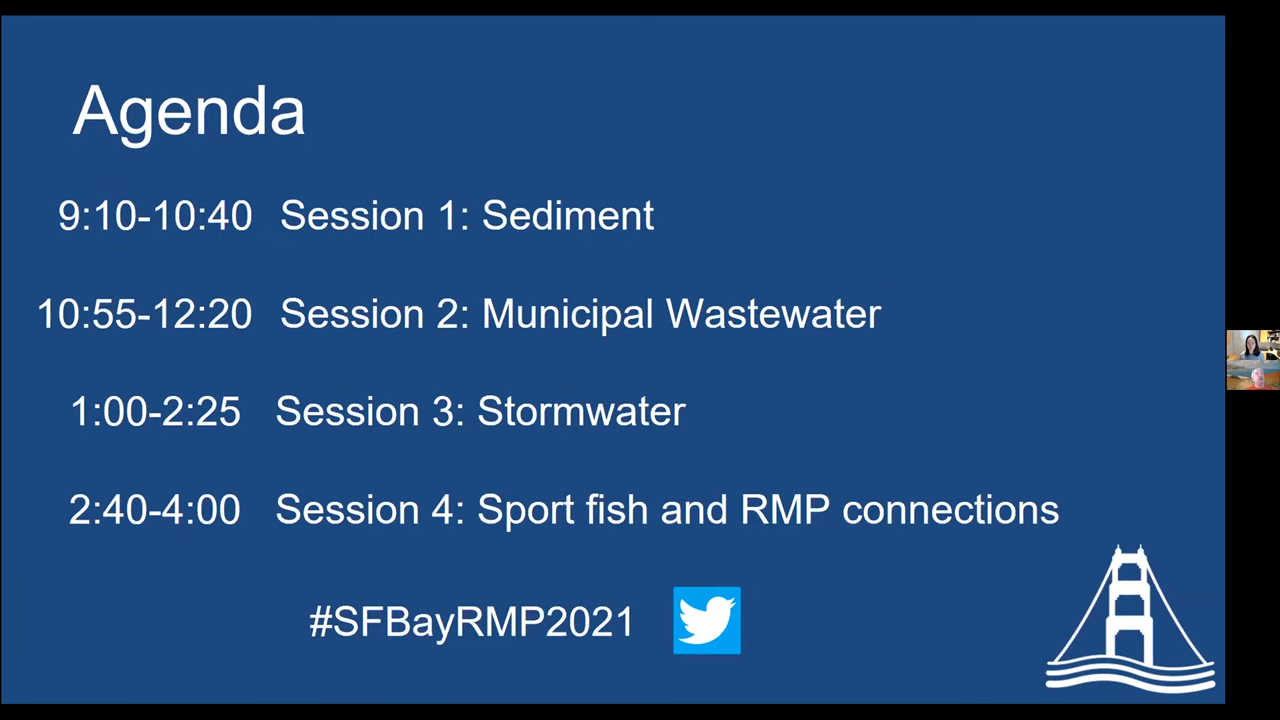 Agenda
9:10-10:40 Session 1: Sediment
10:55-12:20 Session 2: Municipal Wastewater
1:00-2:25 Session 3: Stormwater
2:40-4:00 Session 4: Sport fish and RMP connections
#SFBayRMP2021